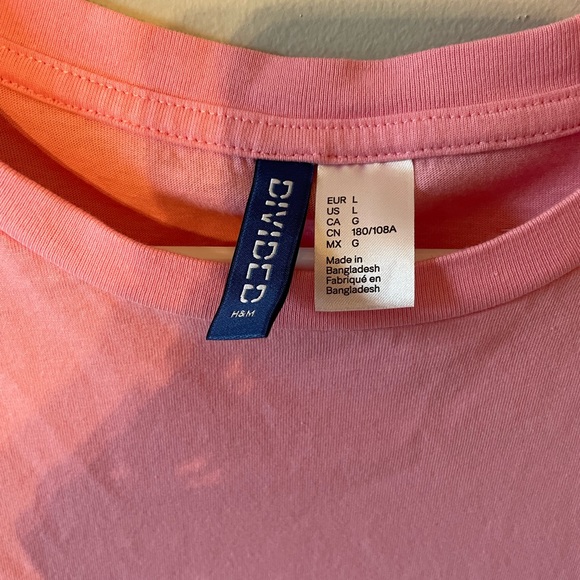 DIVIDED
H&M
EUR L
US L
CA G
CN 180/108A
MX G
Made in
Bangladesh
Fabriqué en
Bangladesh